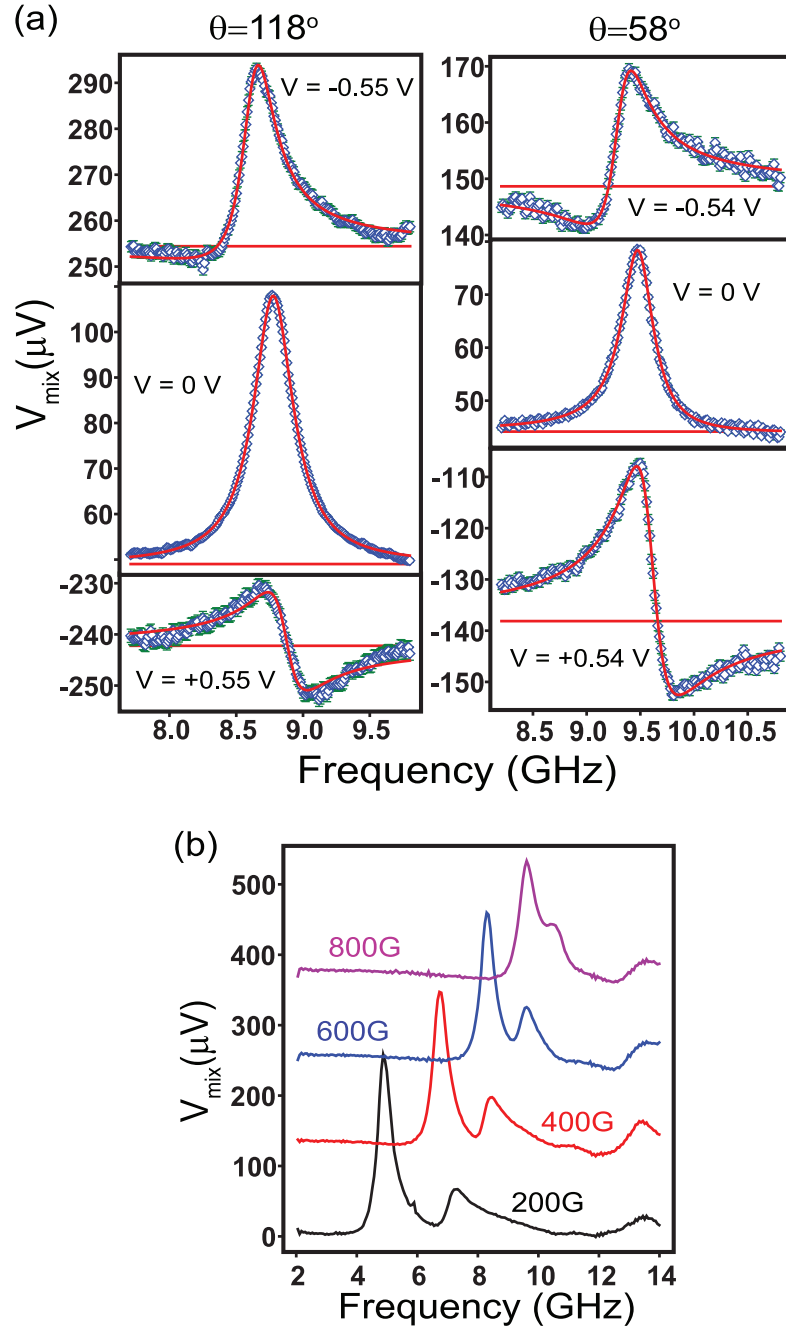 (a)
θ=118° θ=58°
290
280
270
260
250
V = -0.55 V
170
160
150
140
V = -0.54 V
V_mix(μV)
100
90
80
70
60
V = 0 V
70
60
50
V = 0 V
-230
-240
-250
V = +0.55 V
-110
-120
-130
-140
-150
V = +0.54 V
8.0 8.5 9.0 9.5
8.5 9.0 9.5 10.0 10.5
Frequency (GHz)
(b)
V_mix(μV)
500
400
300
200
100
0
800G
600G
400G
200G
2 4 6 8 10 12 14
Frequency (GHz)